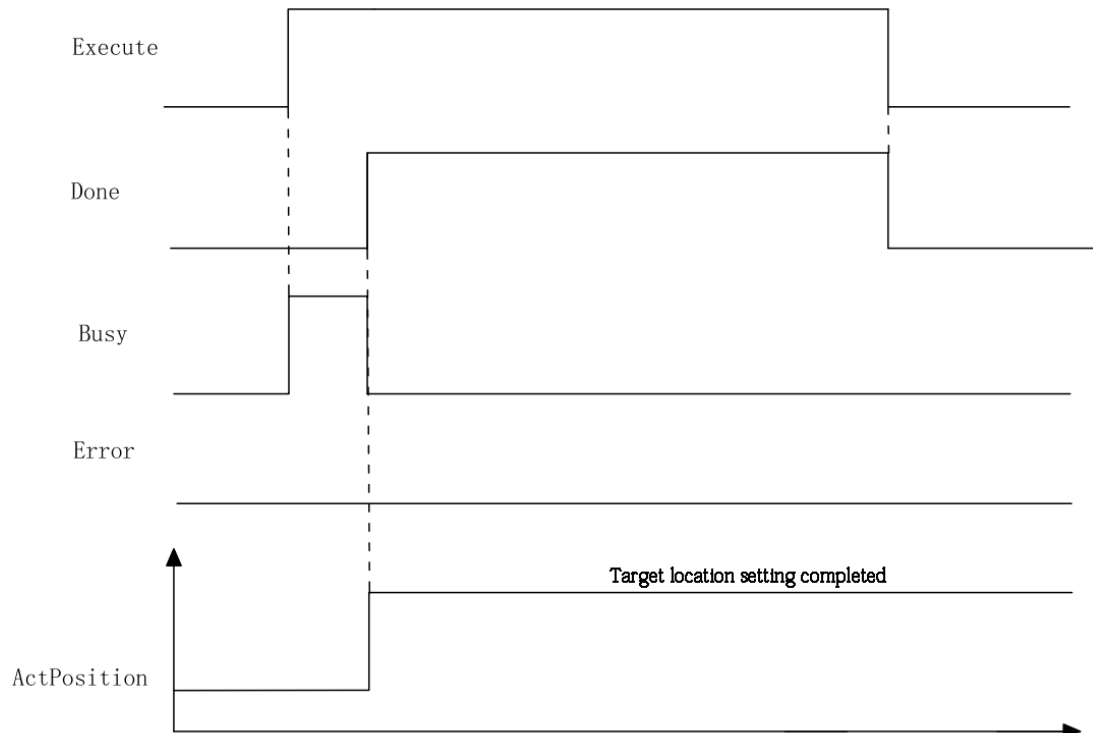 Execute
Done
Busy
Error
Target location setting completed
ActPosition